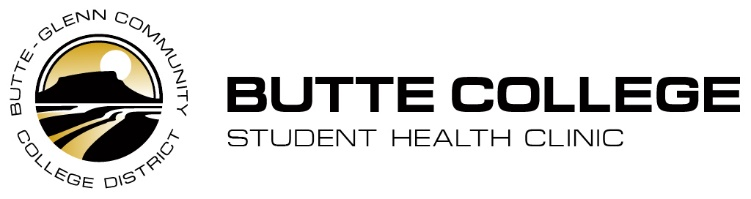 BUTTE-GLENN COMMUNITY
COLLEGE DISTRICT
BUTTE COLLEGE
STUDENT HEALTH CLINIC